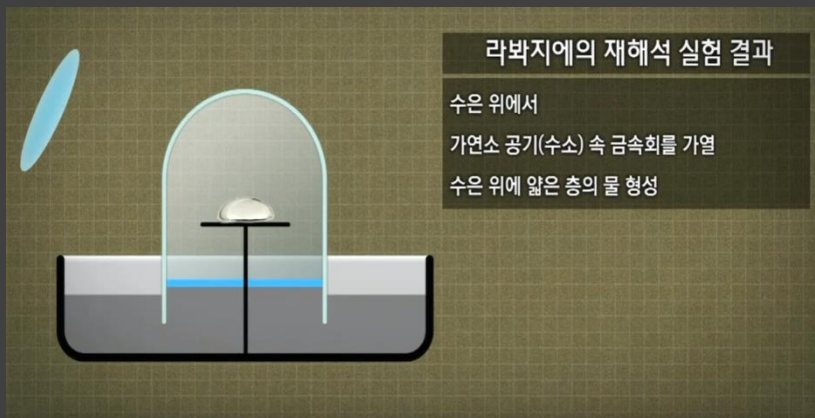 라봐지에의 재해석 실험 결과
수은 위에서
가연소 공기(수소) 속 금속회를 가열
수은 위에 얇은 층의 물 형성